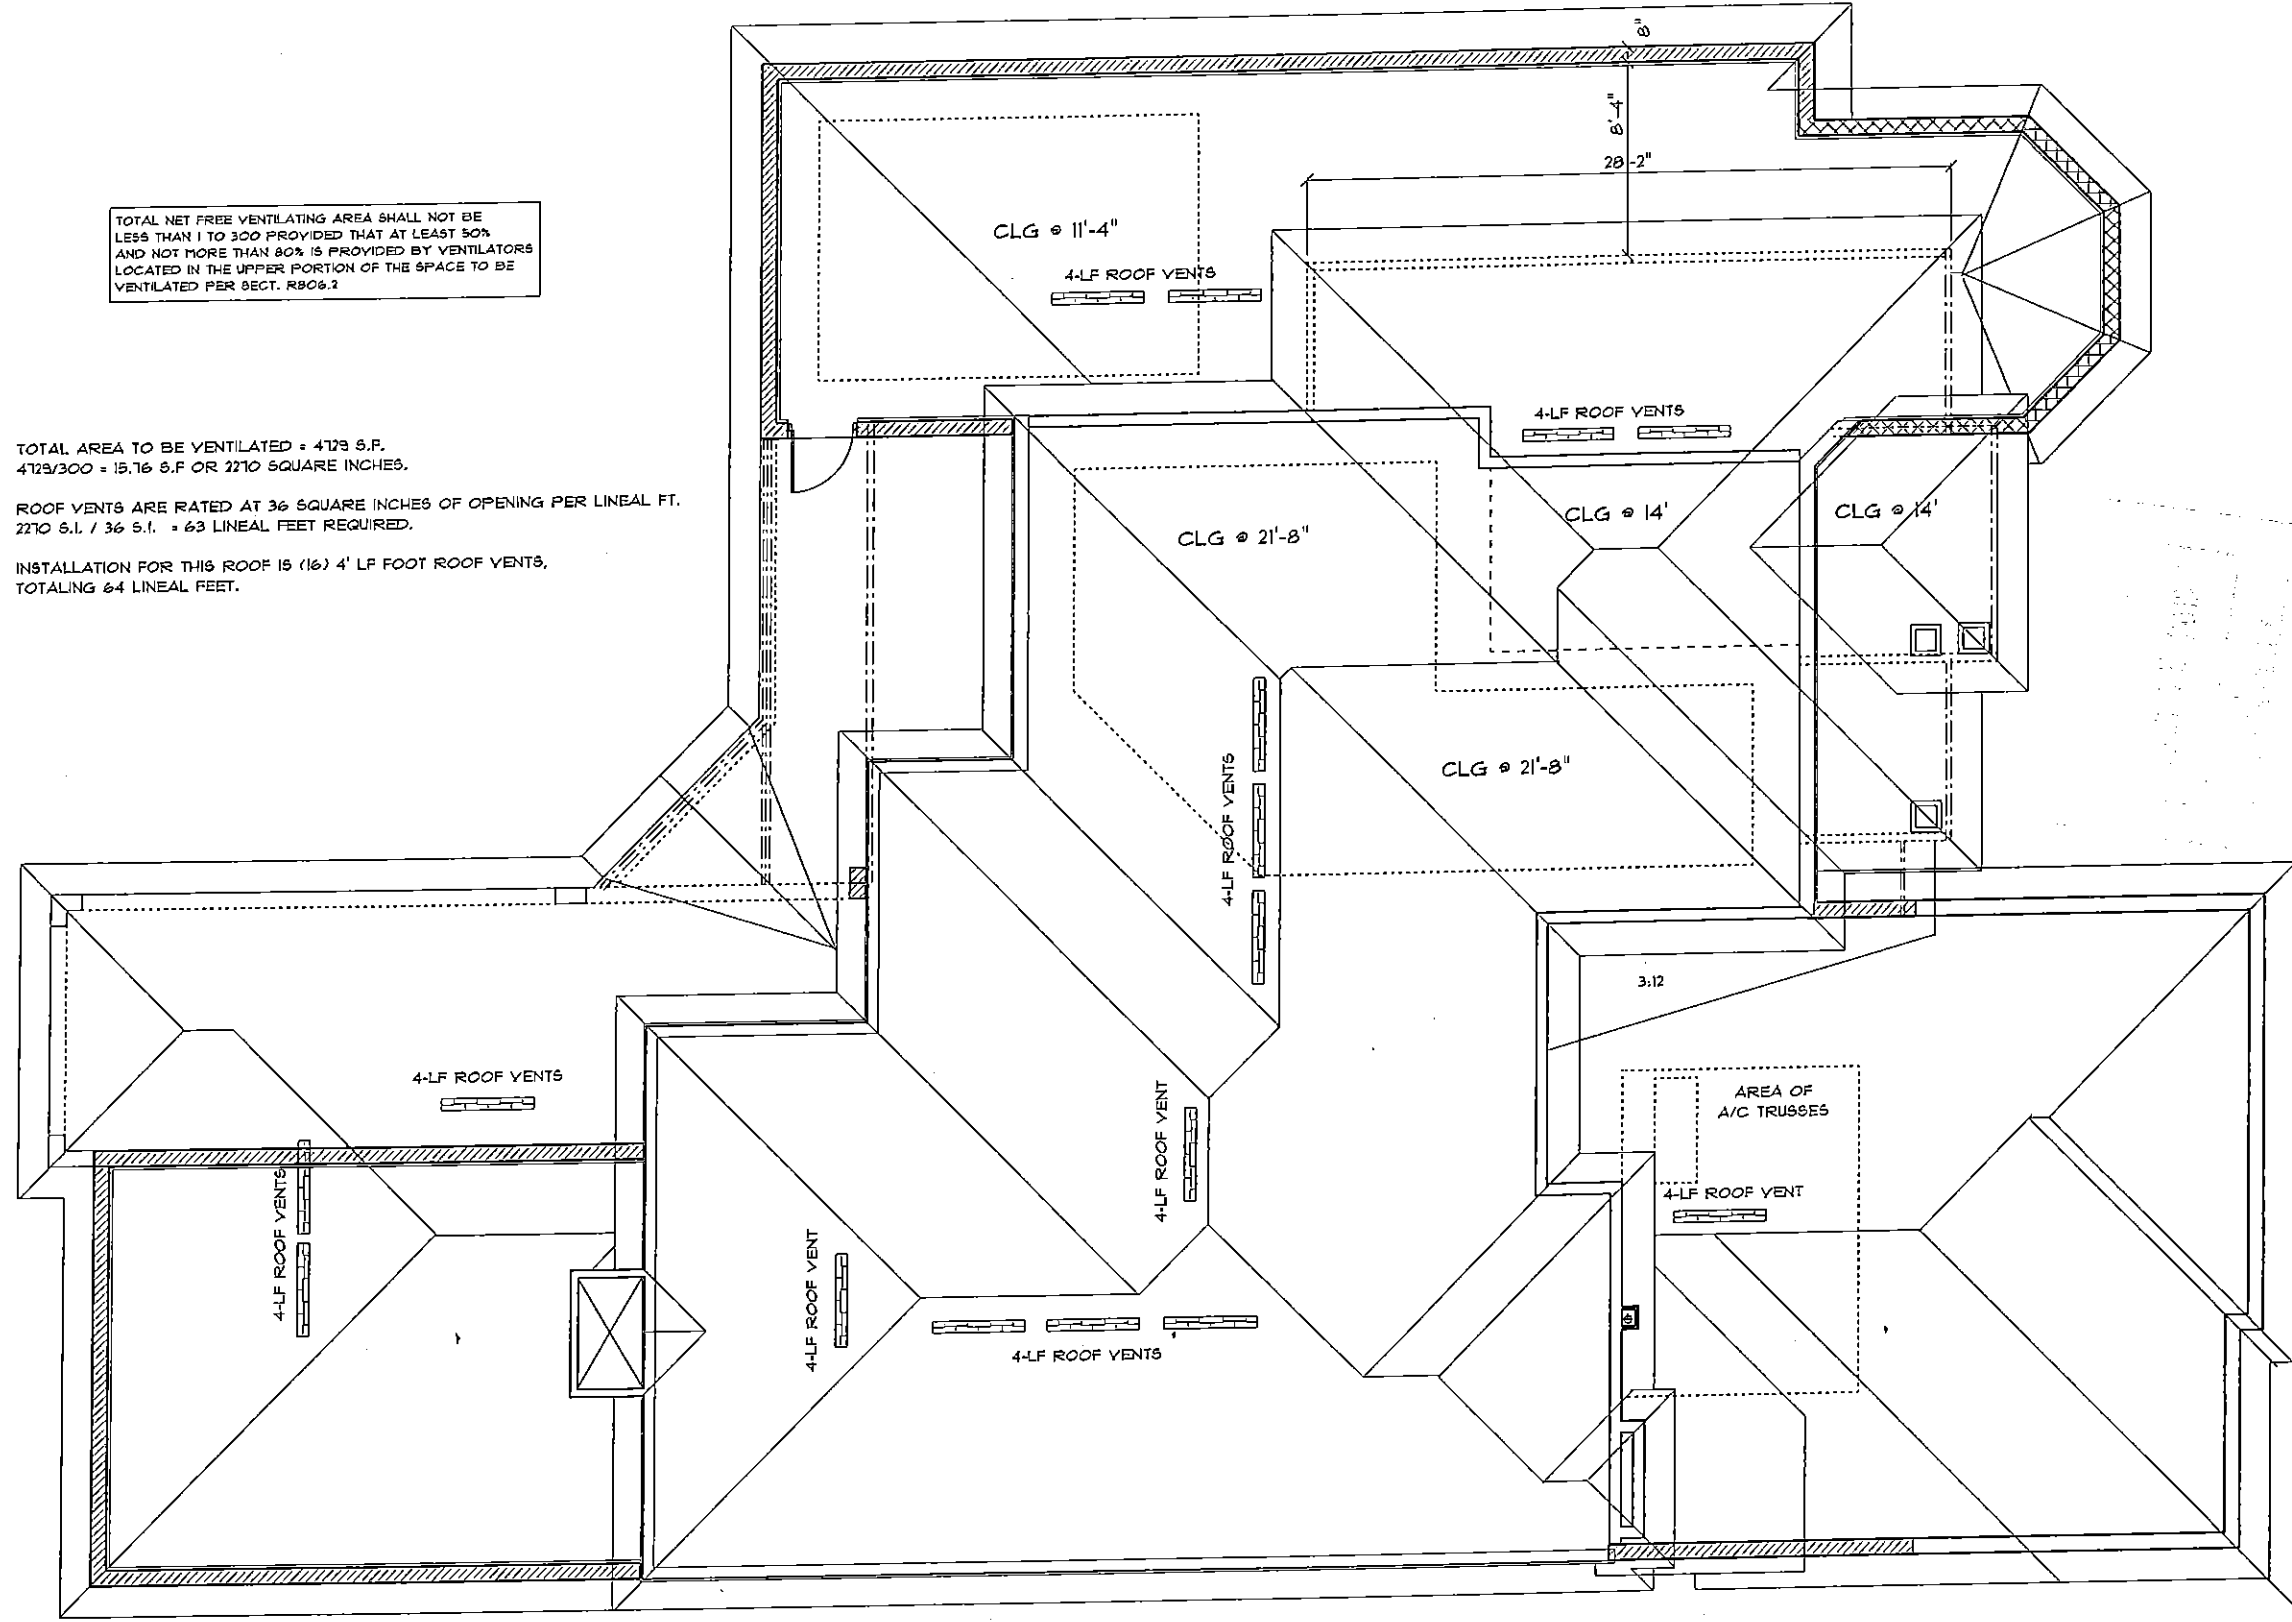 8"
8'-4"
28'-2"
TOTAL NET FREE VENTILATING AREA SHALL NOT BE
LESS THAN 1 TO 300 PROVIDED THAT AT LEAST 50%
AND NOT MORE THAN 80% IS PROVIDED BY VENTILATORS
LOCATED IN THE UPPER PORTION OF THE SPACE TO BE
VENTILATED PER SECT. R806.2
CLG @ 11'-4"
4-LF ROOF VENTS
4-LF ROOF VENTS
TOTAL AREA TO BE VENTILATED = 4729 S.F.
4729/300 = 15.76 S.F OR 2270 SQUARE INCHES.
ROOF VENTS ARE RATED AT 36 SQUARE INCHES OF OPENING PER LINEAL FT.
2270 S.I. / 36 S.I. = 63 LINEAL FEET REQUIRED.
INSTALLATION FOR THIS ROOF IS (16) 4' LF FOOT ROOF VENTS,
TOTALING 64 LINEAL FEET.
CLG @ 21'-8"
CLG @ 14'
CLG @ 14'
4-LF ROOF VENTS
CLG @ 21'-8"
3:12
4-LF ROOF VENTS
4-LF ROOF VENTS
4-LF ROOF VENT
4-LF ROOF VENT
AREA OF
A/C TRUSSES
4-LF ROOF VENT
4-LF ROOF VENTS